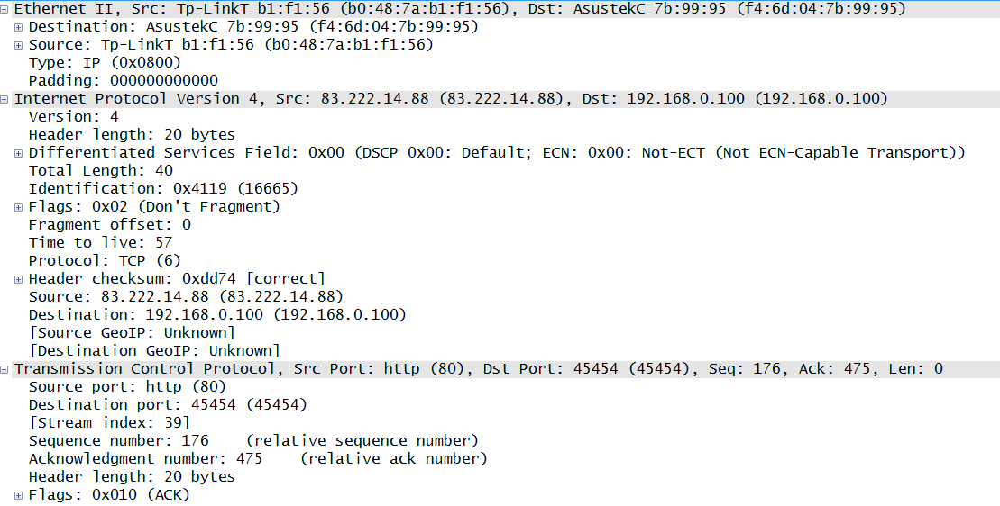 Ethernet II, Src: Tp-LinkT_b1:f1:56 (b0:48:7a:b1:f1:56), Dst: AsustekC_7b:99:95 (f4:6d:04:7b:99:95)
Destination: AsustekC_7b:99:95 (f4:6d:04:7b:99:95)
Source: Tp-LinkT_b1:f1:56 (b0:48:7a:b1:f1:56)
Type: IP (0x0800)
Padding: 000000000000
Internet Protocol Version 4, Src: 83.222.14.88 (83.222.14.88), Dst: 192.168.0.100 (192.168.0.100)
Version: 4
Header length: 20 bytes
Differentiated Services Field: 0x00 (DSCP 0x00: Default; ECN: 0x00: Not-ECT (Not ECN-Capable Transport))
Total Length: 40
Identification: 0x4119 (16665)
Flags: 0x02 (Don't Fragment)
Fragment offset: 0
Time to live: 57
Protocol: TCP (6)
Header checksum: 0xdd74 [correct]
Source: 83.222.14.88 (83.222.14.88)
Destination: 192.168.0.100 (192.168.0.100)
[Source GeoIP: Unknown]
[Destination GeoIP: Unknown]
Transmission Control Protocol, Src Port: http (80), Dst Port: 45454 (45454), Seq: 176, Ack: 475, Len: 0
Source port: http (80)
Destination port: 45454 (45454)
[Stream index: 39]
Sequence number: 176    (relative sequence number)
Acknowledgment number: 475    (relative ack number)
Header length: 20 bytes
Flags: 0x010 (ACK)